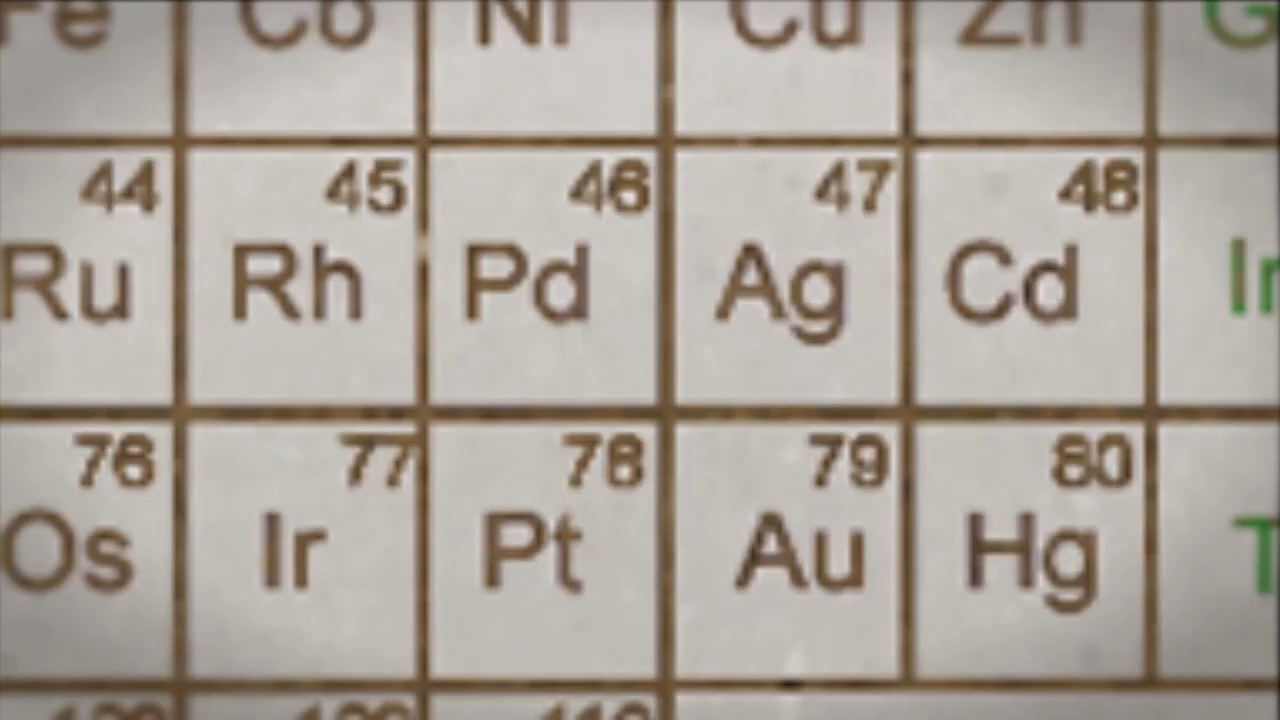 Fe Co Ni Cu Zn
44 45 46 47 48
Ru Rh Pd Ag Cd
76 77 78 79 80
Os Ir Pt Au Hg